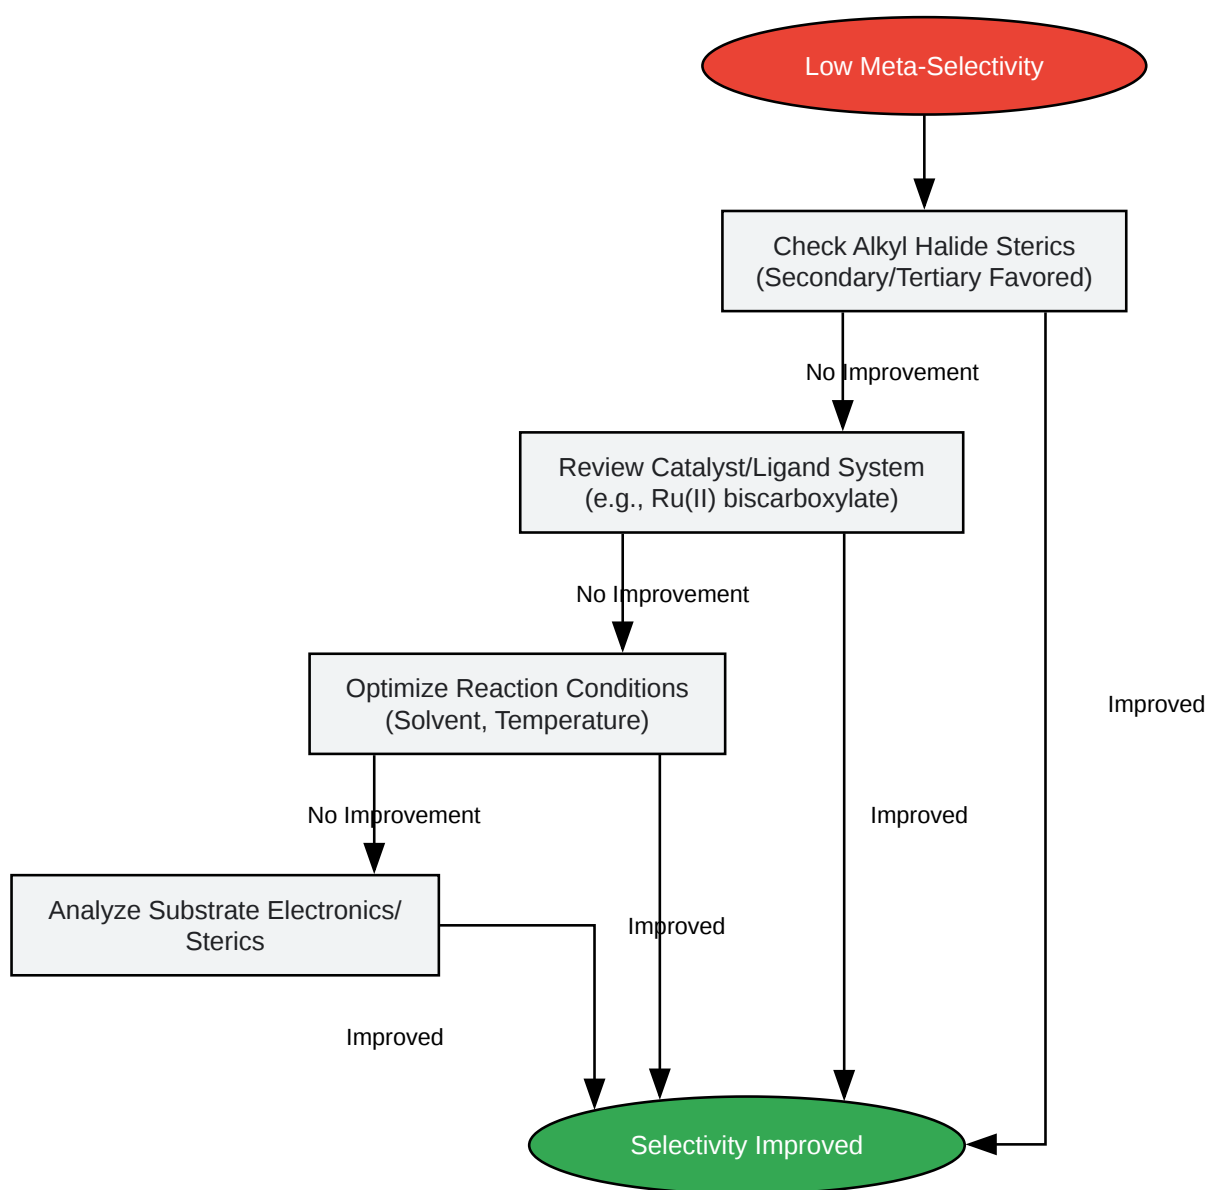 Low Meta-Selectivity
Check Alkyl Halide Sterics
(Secondary/Tertiary Favored)
No Improvement
Review Catalyst/Ligand System
(e.g., Ru(II) biscarboxylate)
No Improvement
Optimize Reaction Conditions
(Solvent, Temperature)
Improved
No Improvement
Improved
Analyze Substrate Electronics/
Sterics
Improved
Improved
Selectivity Improved